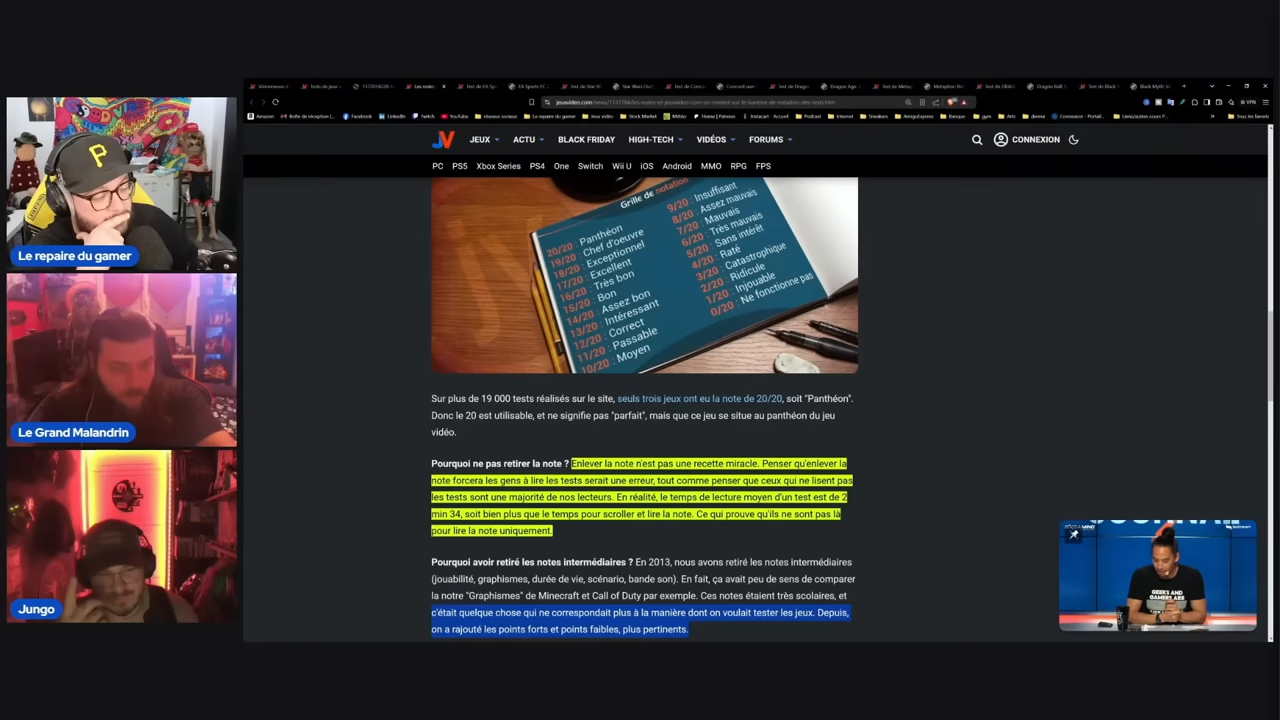 Le repaire du gamer
Le Grand Malandrin
Jungo
Amazon
Facebook
LinkedIn
Twitch
YouTube
JV
JEUX
ACTU
BLACK FRIDAY
HIGH-TECH
VIDÉOS
FORUMS
CONNEXION
PC
PS5
Xbox Series
PS4
One
Switch
Wii U
iOS
Android
MMO
RPG
FPS
Grille de notation
20/20 : Panthéon
19/20 : Chef d'oeuvre
18/20 : Exceptionnel
17/20 : Excellent
16/20 : Très bon
15/20 : Bon
14/20 : Assez bon
13/20 : Intéressant
12/20 : Correct
11/20 : Passable
10/20 : Moyen
9/20 : Insuffisant
8/20 : Assez mauvais
7/20 : Mauvais
6/20 : Très mauvais
5/20 : Sans intérêt
4/20 : Raté
3/20 : Catastrophique
2/20 : Ridicule
1/20 : Injouable
0/20 : Ne fonctionne pas
Sur plus de 19 000 tests réalisés sur le site, seuls trois jeux ont eu la note de 20/20, soit "Panthéon".
Donc le 20 est utilisable, et ne signifie pas "parfait", mais que ce jeu se situe au panthéon du jeu
vidéo.
Pourquoi ne pas retirer la note ? Enlever la note n'est pas une recette miracle. Penser qu'enlever la
note forcera les gens à lire les tests serait une erreur, tout comme penser que ceux qui ne lisent pas
les tests sont une majorité de nos lecteurs. En réalité, le temps de lecture moyen d'un test est de 2
min 34, soit bien plus que le temps pour scroller et lire la note. Ce qui prouve qu'ils ne sont pas là
pour lire la note uniquement.
Pourquoi avoir retiré les notes intermédiaires ? En 2013, nous avons retiré les notes intermédiaires
(jouabilité, graphismes, durée de vie, scénario, bande son). En fait, ça avait peu de sens de comparer
la notre "Graphismes" de Minecraft et Call of Duty par exemple. Ces notes étaient très scolaires, et
c'était quelque chose qui ne correspondait plus à la manière dont on voulait tester les jeux. Depuis,
on a rajouté les points forts et points faibles, plus pertinents.
GEEKS AND
GAMERS ARE